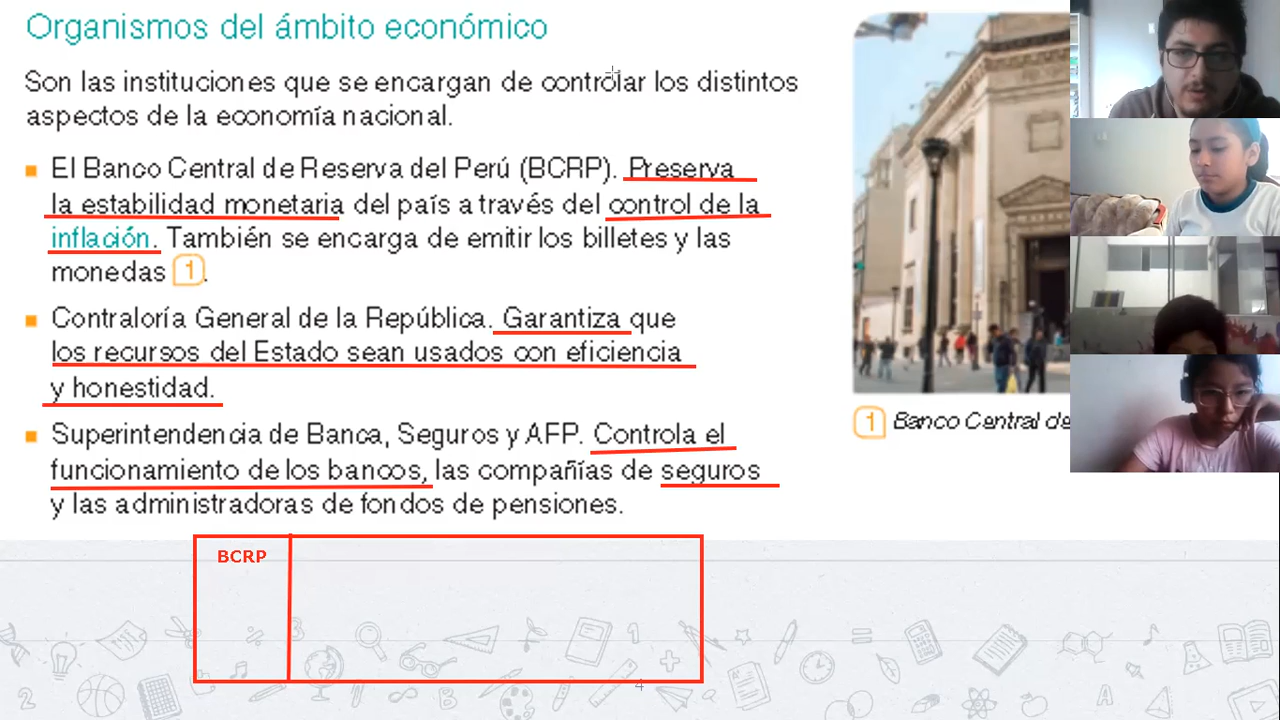 Organismos del ámbito económico
Son las instituciones que se encargan de controlar los distintos
aspectos de la economía nacional.
El Banco Central de Reserva del Perú (BCRP). Preserva
la estabilidad monetaria del país a través del control de la
inflación. También se encarga de emitir los billetes y las
monedas 1.
Contraloría General de la República. Garantiza que
los recursos del Estado sean usados con eficiencia
y honestidad.
Superintendencia de Banca, Seguros y AFP. Controla el
funcionamiento de los bancos, las compañías de seguros
y las administradoras de fondos de pensiones.
1 Banco Central de
BCRP
4